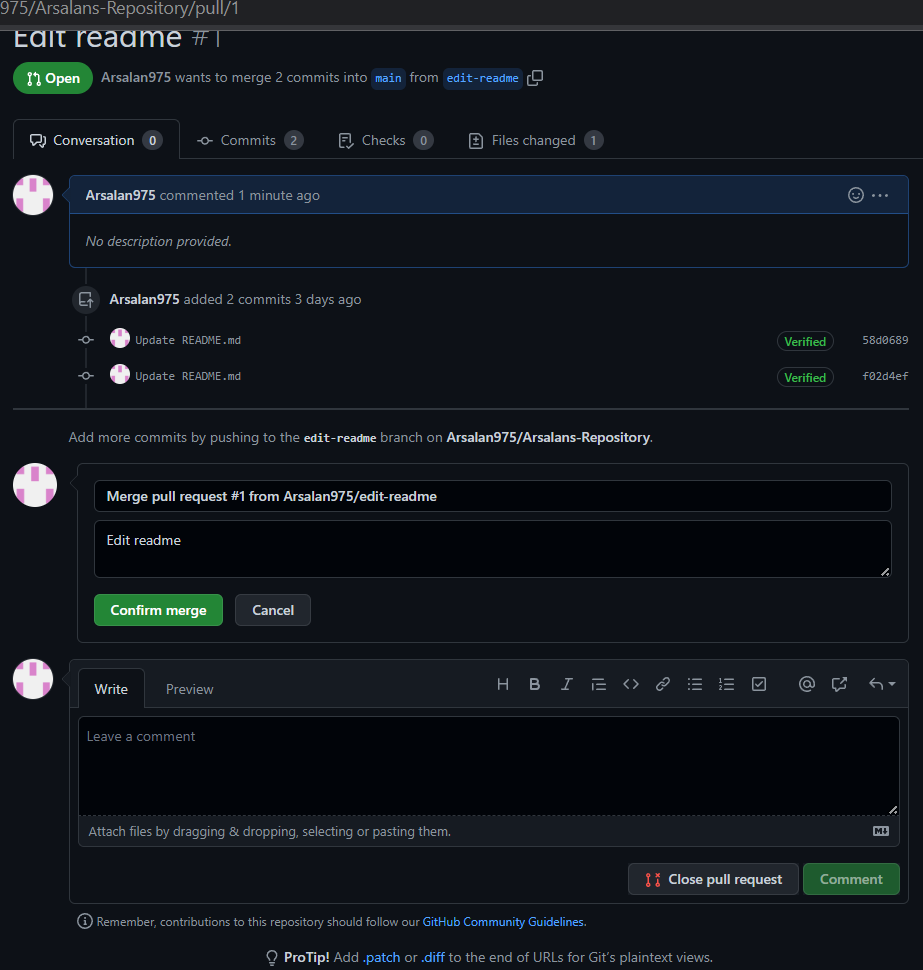 975/Arsalans-Repository/pull/1
Edit readme #1
Open Arsalan975 wants to merge 2 commits into main from edit-readme
Conversation 0 Commits 2 Checks 0 Files changed 1
Arsalan975 commented 1 minute ago
No description provided.
Arsalan975 added 2 commits 3 days ago
Update README.md Verified 58d0689
Update README.md Verified f02d4ef
Add more commits by pushing to the edit-readme branch on Arsalan975/Arsalans-Repository.
Merge pull request #1 from Arsalan975/edit-readme
Edit readme
Confirm merge Cancel
Write Preview H B I
Leave a comment
Attach files by dragging & dropping, selecting or pasting them.
Close pull request Comment
Remember, contributions to this repository should follow our GitHub Community Guidelines.
ProTip! Add .patch or .diff to the end of URLs for Git's plaintext views.